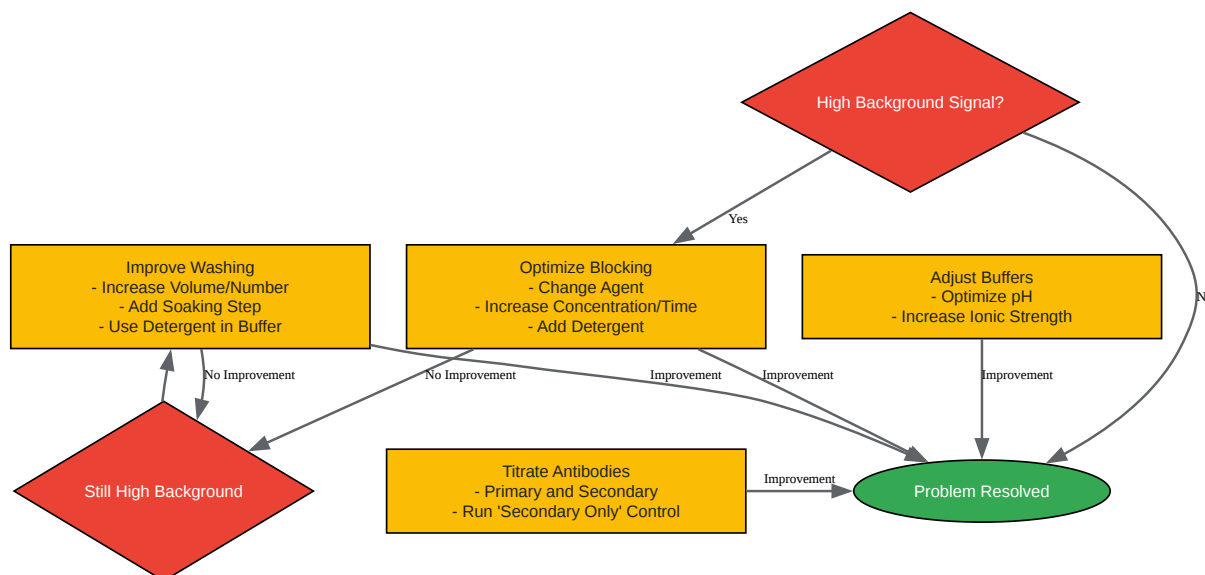 High Background Signal?
Yes
Improve Washing
- Increase Volume/Number
- Add Soaking Step
- Use Detergent in Buffer
Optimize Blocking
- Change Agent
- Increase Concentration/Time
- Add Detergent
Adjust Buffers
- Optimize pH
- Increase Ionic Strength
No Improvement
No Improvement
Improvement
Improvement
Improvement
Still High Background
Titrate Antibodies
- Primary and Secondary
- Run 'Secondary Only' Control
Improvement
Problem Resolved